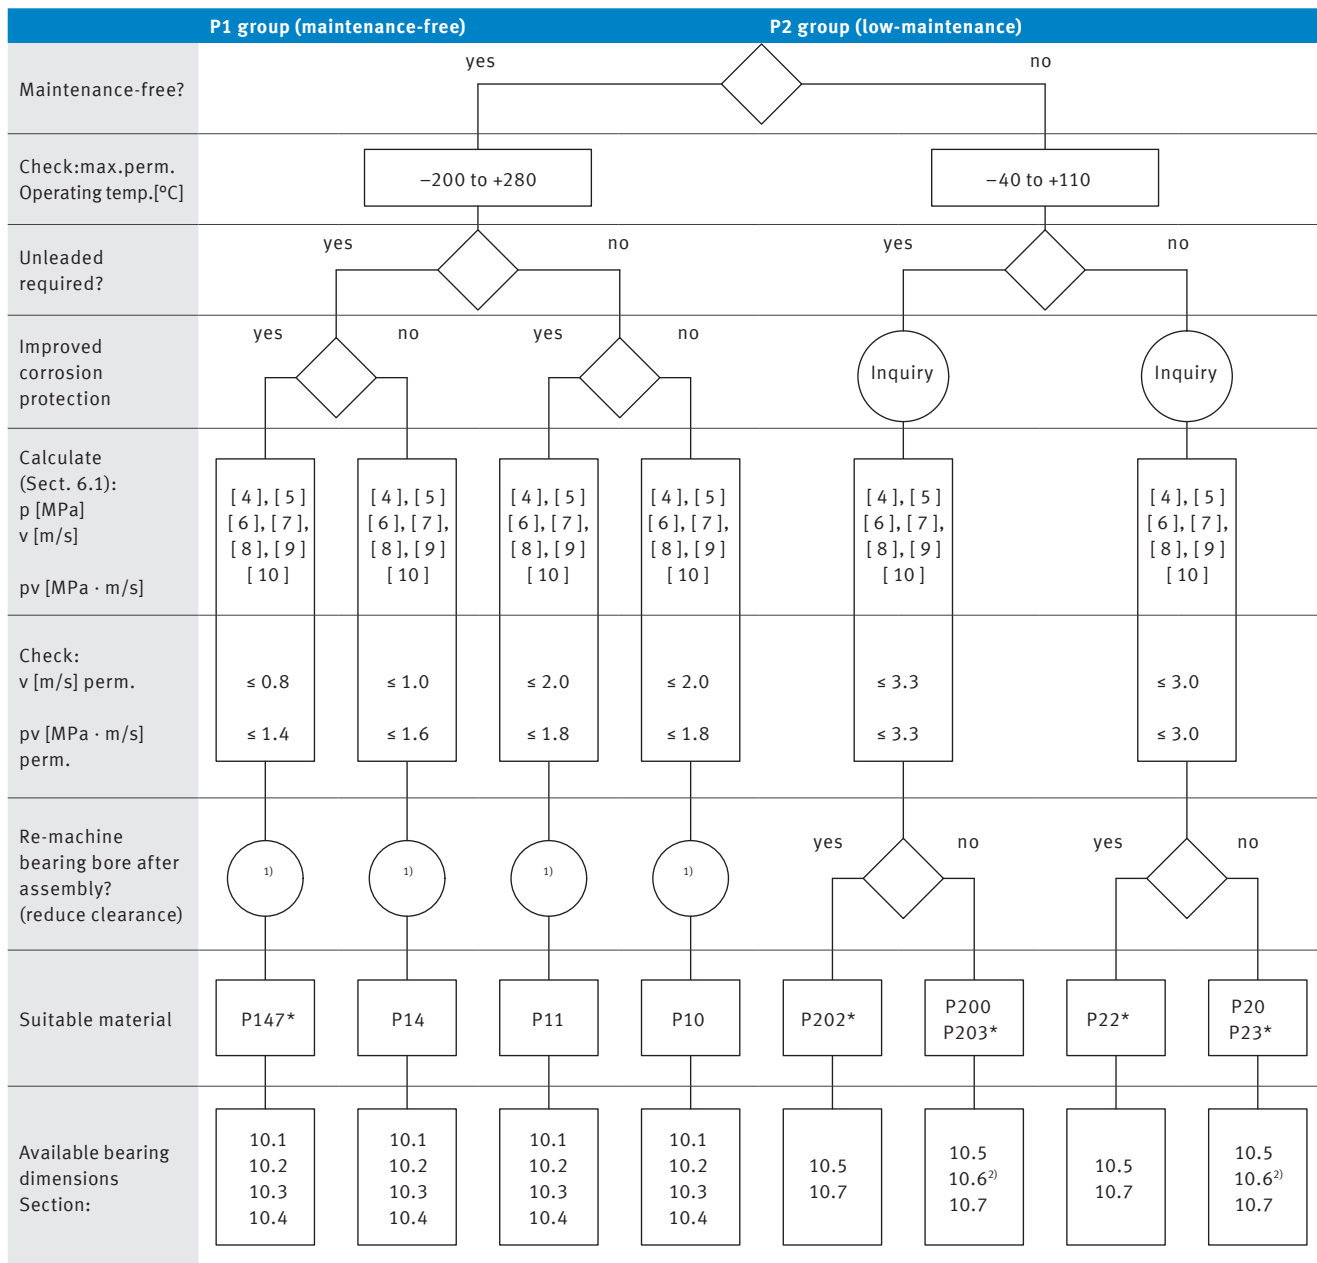 P1 group (maintenance-free)
P2 group (low-maintenance)
Maintenance-free?
yes
no
Check:max.perm.
Operating temp.[°C]
–200 to +280
–40 to +110
Unleaded
required?
yes
no
yes
no
Improved
corrosion
protection
yes
no
yes
no
Inquiry
Inquiry
Calculate
(Sect. 6.1):
p [MPa]
v [m/s]
pv [MPa · m/s]
[ 4 ], [ 5 ]
[ 6 ], [ 7 ],
[ 8 ], [ 9 ]
[ 10 ]
[ 4 ], [ 5 ]
[ 6 ], [ 7 ],
[ 8 ], [ 9 ]
[ 10 ]
[ 4 ], [ 5 ]
[ 6 ], [ 7 ],
[ 8 ], [ 9 ]
[ 10 ]
[ 4 ], [ 5 ]
[ 6 ], [ 7 ],
[ 8 ], [ 9 ]
[ 10 ]
[ 4 ], [ 5 ]
[ 6 ], [ 7 ],
[ 8 ], [ 9 ]
[ 10 ]
[ 4 ], [ 5 ]
[ 6 ], [ 7 ],
[ 8 ], [ 9 ]
[ 10 ]
Check:
v [m/s] perm.
≤ 0.8
≤ 1.0
≤ 2.0
≤ 2.0
≤ 3.3
≤ 3.0
pv [MPa · m/s]
perm.
≤ 1.4
≤ 1.6
≤ 1.8
≤ 1.8
≤ 3.3
≤ 3.0
Re-machine
bearing bore after
assembly?
(reduce clearance)
1)
1)
1)
1)
yes
no
yes
no
Suitable material
P147*
P14
P11
P10
P202*
P200
P203*
P22*
P20
P23*
Available bearing
dimensions
Section:
10.1
10.2
10.3
10.4
10.1
10.2
10.3
10.4
10.1
10.2
10.3
10.4
10.1
10.2
10.3
10.4
10.5
10.7
10.5
10.6²⁾
10.7
10.5
10.7
10.5
10.6²⁾
10.7